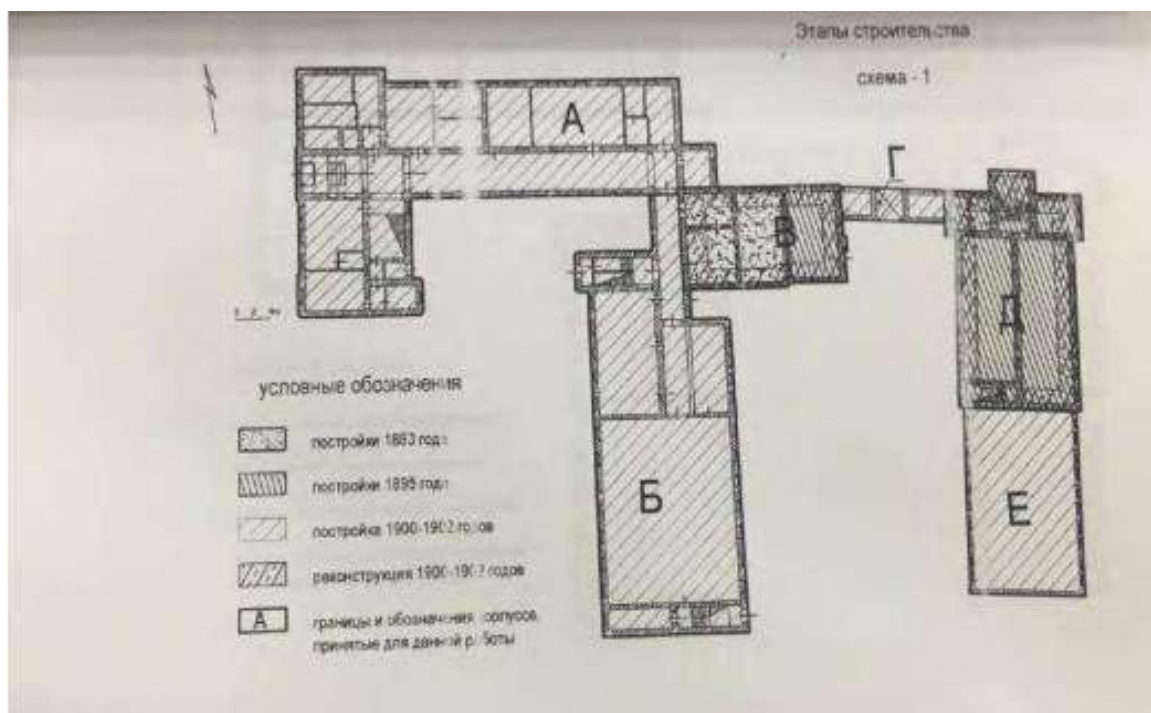 Этапы строительства
схема - 1
А
Г
В
Д
Б
Е
условные обозначения
постройки 1883 года
постройки 1895 года
постройка 1900-1902 годов
реконструкция 1900-1902 годов
А
границы и обозначения корпусов,
принятые для данной работы